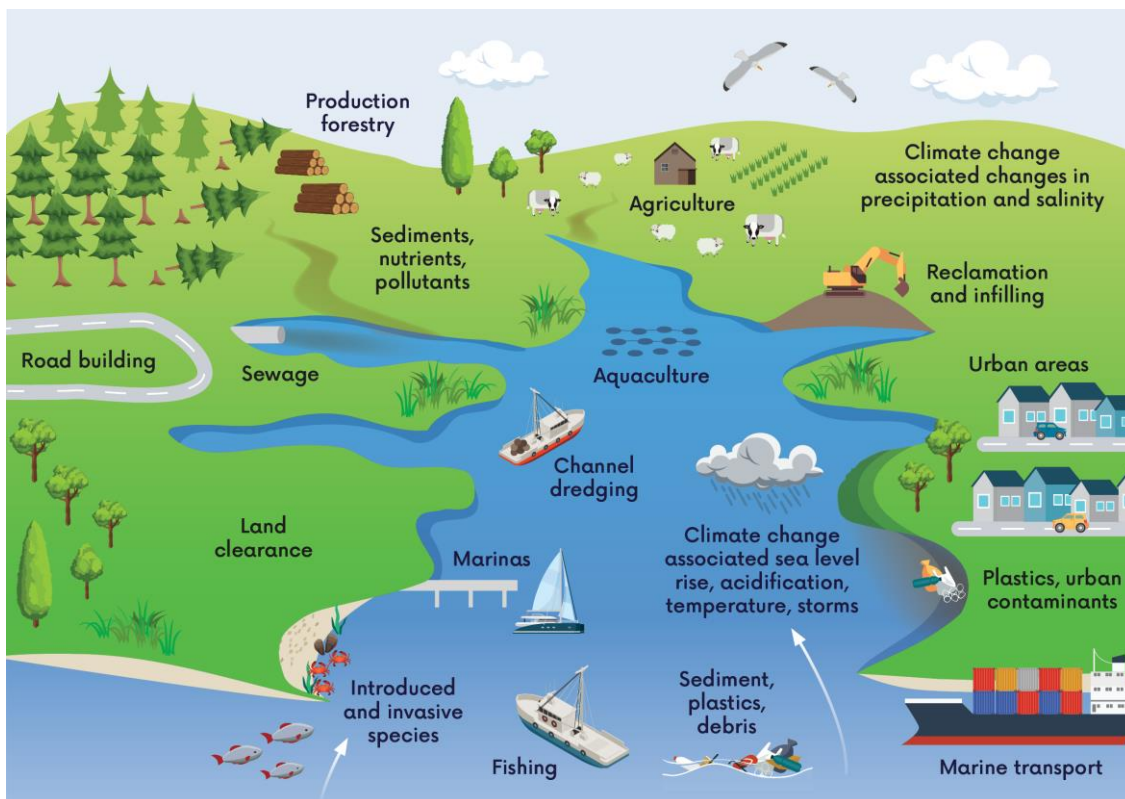 Production
forestry
Climate change
associated changes in
precipitation and salinity
Agriculture
Sediments,
nutrients,
pollutants
Reclamation
and infilling
Road building
Sewage
Aquaculture
Urban areas
Channel
dredging
Land
clearance
Marinas
Climate change
associated sea level
rise, acidification,
temperature, storms
Plastics, urban
contaminants
Introduced
and invasive
species
Sediment,
plastics,
debris
Fishing
Marine transport